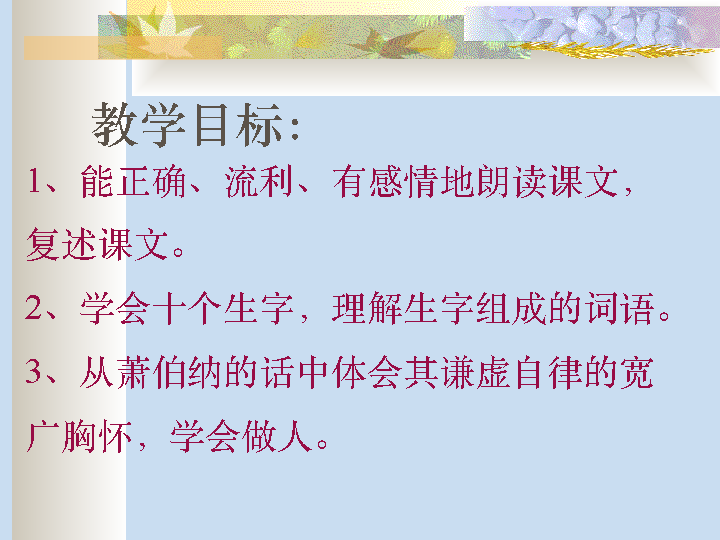 教学目标：
1、能正确、流利、有感情地朗读课文，
复述课文。
2、学会十个生字，理解生字组成的词语。
3、从萧伯纳的话中体会其谦虚自律的宽
广胸怀，学会做人。